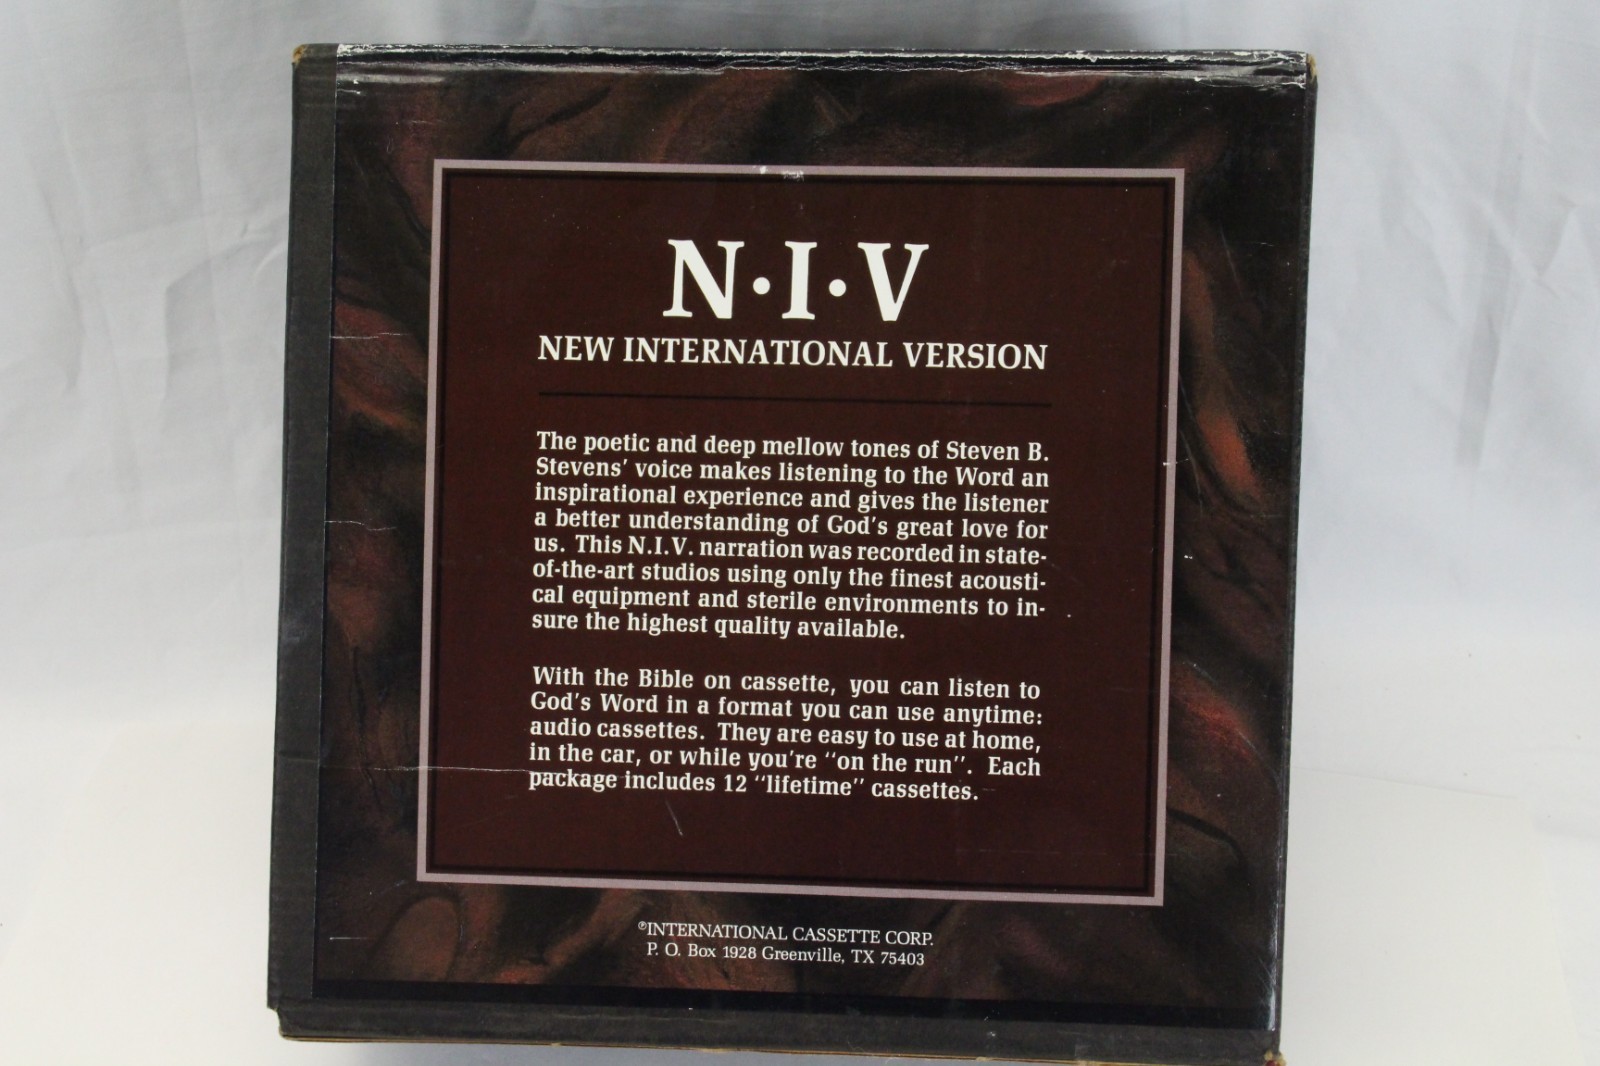 N·I·V
NEW INTERNATIONAL VERSION
The poetic and deep mellow tones of Steven B.
Stevens' voice makes listening to the Word an
inspirational experience and gives the listener
a better understanding of God's great love for
us. This N.I.V. narration was recorded in state-
of-the-art studios using only the finest acousti-
cal equipment and sterile environments to in-
sure the highest quality available.
With the Bible on cassette, you can listen to
God's Word in a format you can use anytime:
audio cassettes. They are easy to use at home,
in the car, or while you're "on the run". Each
package includes 12 "lifetime" cassettes.
®INTERNATIONAL CASSETTE CORP.
P. O. Box 1928 Greenville, TX 75403